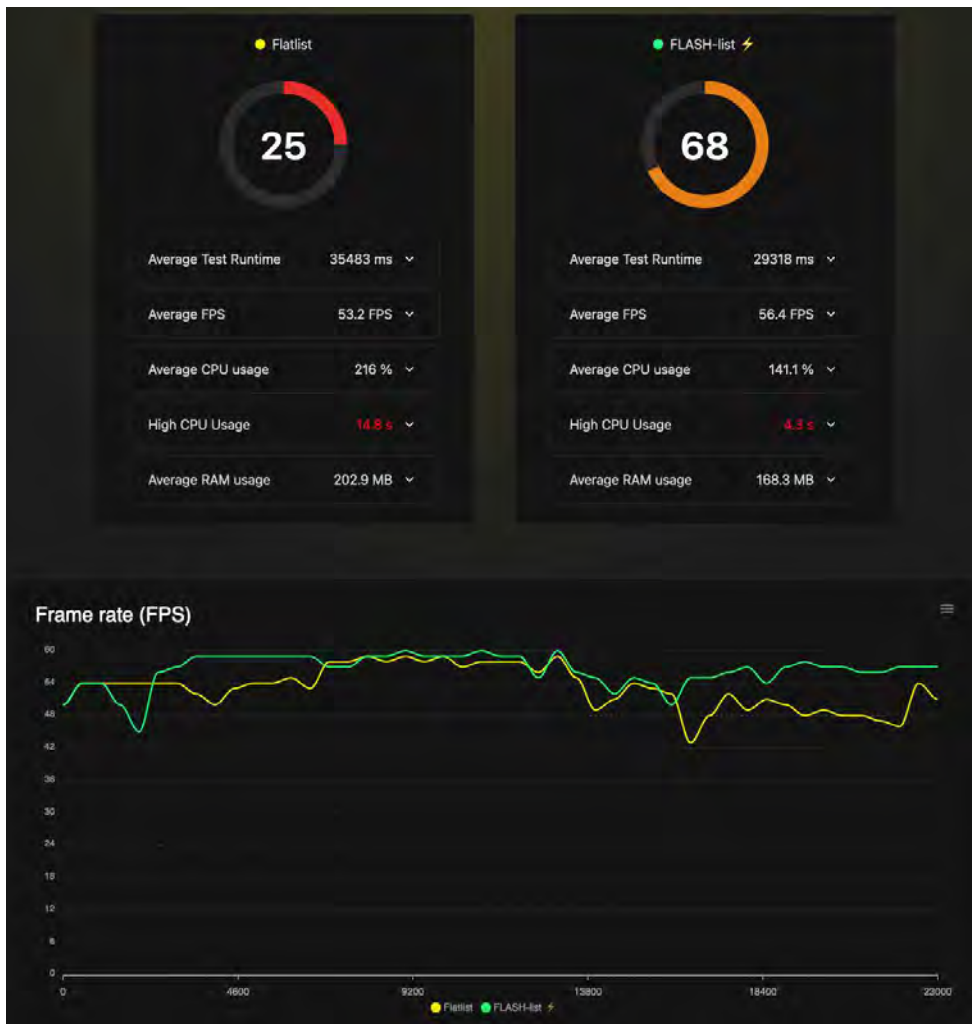 Flatlist
25
Average Test Runtime 35483 ms
Average FPS 53.2 FPS
Average CPU usage 216 %
High CPU Usage 14.8 s
Average RAM usage 202.9 MB
FLASH-list ⚡
68
Average Test Runtime 29318 ms
Average FPS 56.4 FPS
Average CPU usage 141.1 %
High CPU Usage 4.3 s
Average RAM usage 168.3 MB
Frame rate (FPS)
60
54
48
42
36
30
24
18
12
6
0
0 4600 9200 13800 18400 23000
Flatlist FLASH-list ⚡